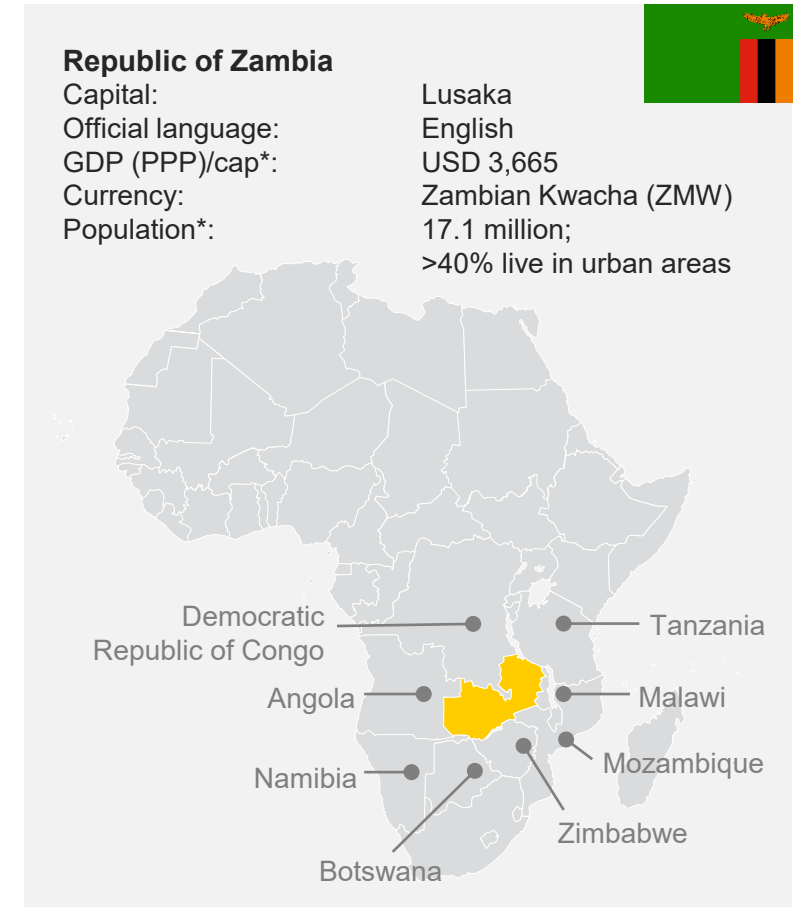 Republic of Zambia
Capital: Lusaka
Official language: English
GDP (PPP)/cap*: USD 3,665
Currency: Zambian Kwacha (ZMW)
Population*: 17.1 million;
>40% live in urban areas
Democratic
Republic of Congo
Tanzania
Angola
Malawi
Namibia
Mozambique
Zimbabwe
Botswana